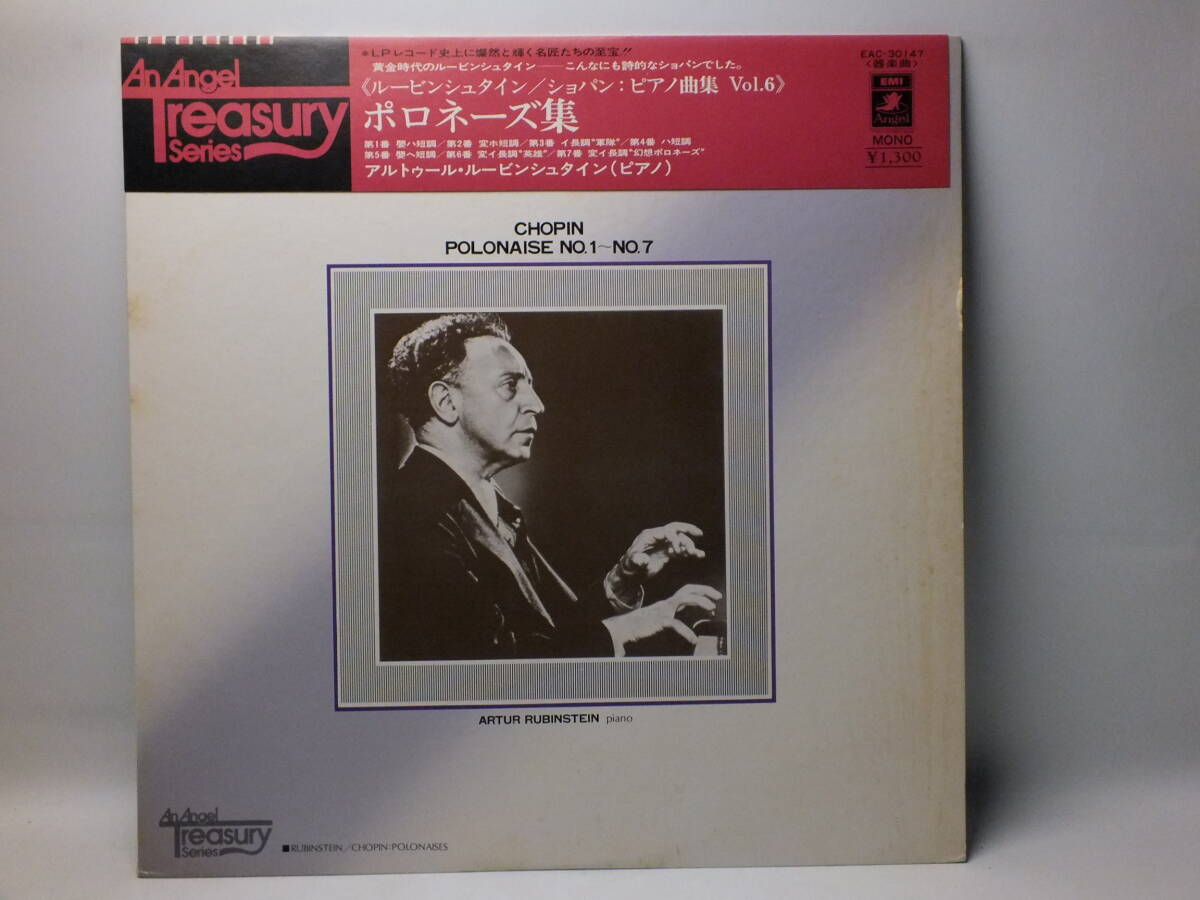 An Angel
Treasury
Series
*LPレコード史上に燦然と輝く名匠たちの至宝!!
黄金時代のルービンシュタイン──こんなにも詩的なショパンでした。
《ルービンシュタイン/ショパン:ピアノ曲集 Vol.6》
ポロネーズ集
第1番 嬰ハ短調/第2番 変ホ短調/第3番 イ長調"軍隊"/第4番 ハ短調
第5番 嬰ヘ短調/第6番 変イ長調"英雄"/第7番 変イ長調"幻想ポロネーズ"
アルトゥール・ルービンシュタイン(ピアノ)
EAC-30147
〈器楽曲〉
EMI
Angel
MONO
¥1,300
CHOPIN
POLONAISE NO.1~NO.7
ARTUR RUBINSTEIN piano
An Angel
Treasury
Series
■RUBINSTEIN/CHOPIN:POLONAISES